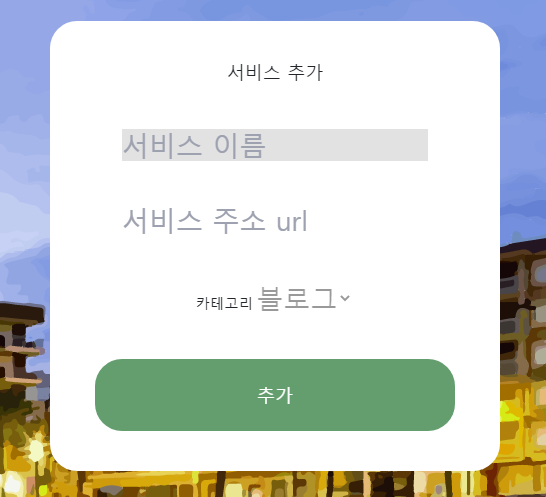 서비스 추가
서비스 이름
서비스 주소 url
카테고리 블로그
추가